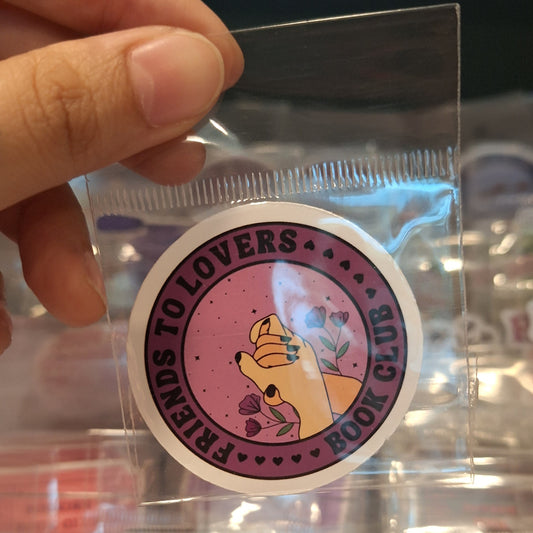 FRIENDS TO LOVERS
BOOK CLUB